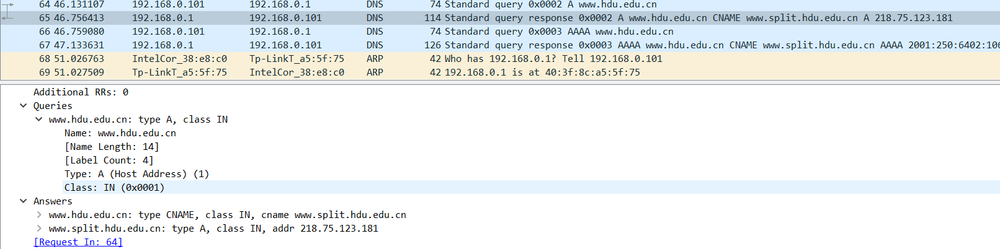 64 46.131107 192.168.0.101 192.168.0.1 DNS 74 Standard query 0x0002 A www.hdu.edu.cn
65 46.756413 192.168.0.1 192.168.0.101 DNS 114 Standard query response 0x0002 A www.hdu.edu.cn CNAME www.split.hdu.edu.cn A 218.75.123.181
66 46.759080 192.168.0.101 192.168.0.1 DNS 74 Standard query 0x0003 AAAA www.hdu.edu.cn
67 47.133631 192.168.0.1 192.168.0.101 DNS 126 Standard query response 0x0003 AAAA www.hdu.edu.cn CNAME www.split.hdu.edu.cn AAAA 2001:250:6402:106
68 51.026763 IntelCor_38:e8:c0 Tp-LinkT_a5:5f:75 ARP 42 Who has 192.168.0.1? Tell 192.168.0.101
69 51.027509 Tp-LinkT_a5:5f:75 IntelCor_38:e8:c0 ARP 42 192.168.0.1 is at 40:3f:8c:a5:5f:75
Additional RRs: 0
Queries
www.hdu.edu.cn: type A, class IN
Name: www.hdu.edu.cn
[Name Length: 14]
[Label Count: 4]
Type: A (Host Address) (1)
Class: IN (0x0001)
Answers
www.hdu.edu.cn: type CNAME, class IN, cname www.split.hdu.edu.cn
www.split.hdu.edu.cn: type A, class IN, addr 218.75.123.181
[Request In: 64]